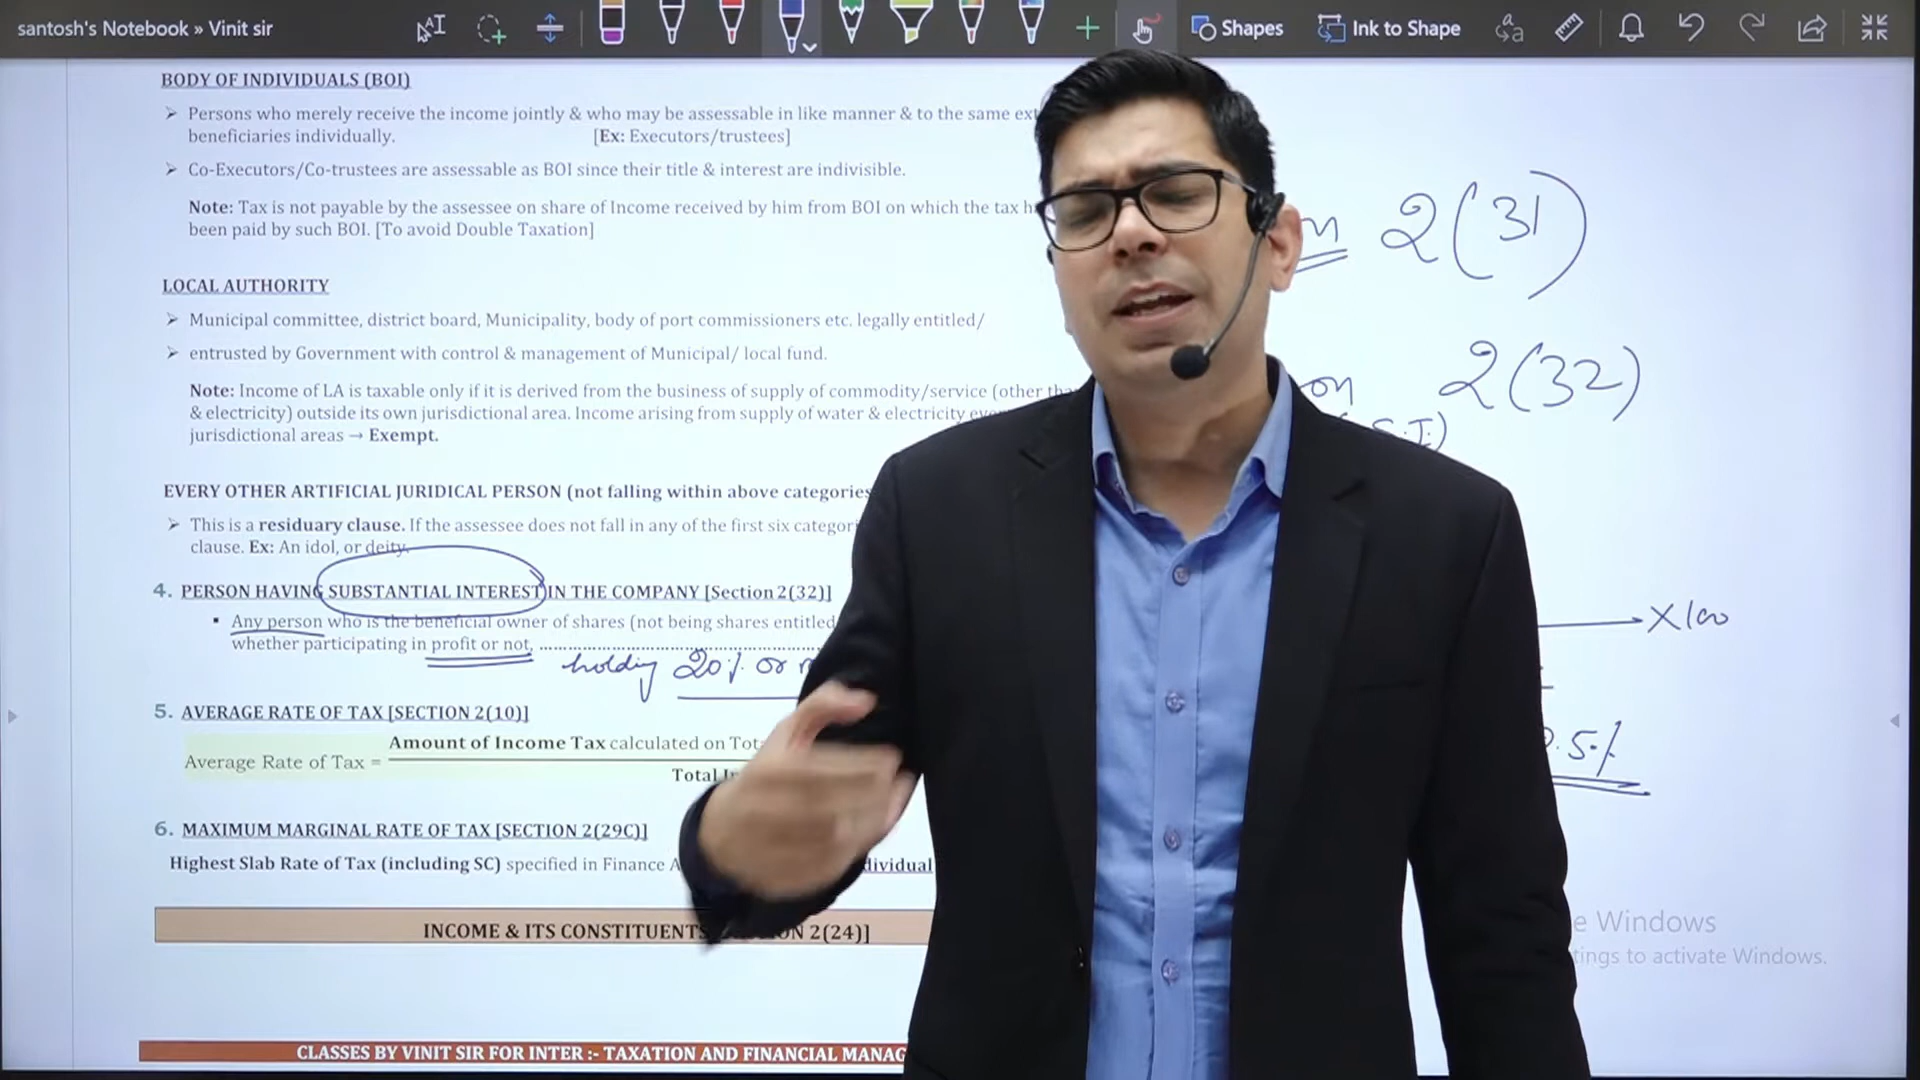 santosh's Notebook » Vinit sir
Shapes
Ink to Shape
BODY OF INDIVIDUALS (BOI)
➢ Persons who merely receive the income jointly & who may be assessable in like manner & to the same
beneficiaries individually. [Ex: Executors/trustees]
➢ Co-Executors/Co-trustees are assessable as BOI since their title & interest are indivisible.
Note: Tax is not payable by the assessee on share of Income received by him from BOI on which the tax
been paid by such BOI. [To avoid Double Taxation]
2(31)
LOCAL AUTHORITY
➢ Municipal committee, district board, Municipality, body of port commissioners etc. legally entitled/
➢ entrusted by Government with control & management of Municipal/ local fund.
Note: Income of LA is taxable only if it is derived from the business of supply of commodity/service (other
& electricity) outside its own jurisdictional area. Income arising from supply of water & electricity
jurisdictional areas → Exempt.
2(32)
S.I)
EVERY OTHER ARTIFICIAL JURIDICAL PERSON (not falling within above categories
➢ This is a residuary clause. If the assessee does not fall in any of the first six
clause. Ex: An idol, or deity.
4. PERSON HAVING SUBSTANTIAL INTEREST IN THE COMPANY [Section 2(32)]
▪ Any person who is the beneficial owner of shares (not being shares entitled
whether participating in profit or not,
holding 20% or
X100
5. AVERAGE RATE OF TAX [SECTION 2(10)]
Amount of Income Tax calculated on
Average Rate of Tax =
Total
.5%
6. MAXIMUM MARGINAL RATE OF TAX [SECTION 2(29C)]
Highest Slab Rate of Tax (including SC) specified in Finance
INCOME & ITS CONSTITUENTS 2(24)]
Windows
to activate Windows.
CLASSES BY VINIT SIR FOR INTER :- TAXATION AND FINANCIAL